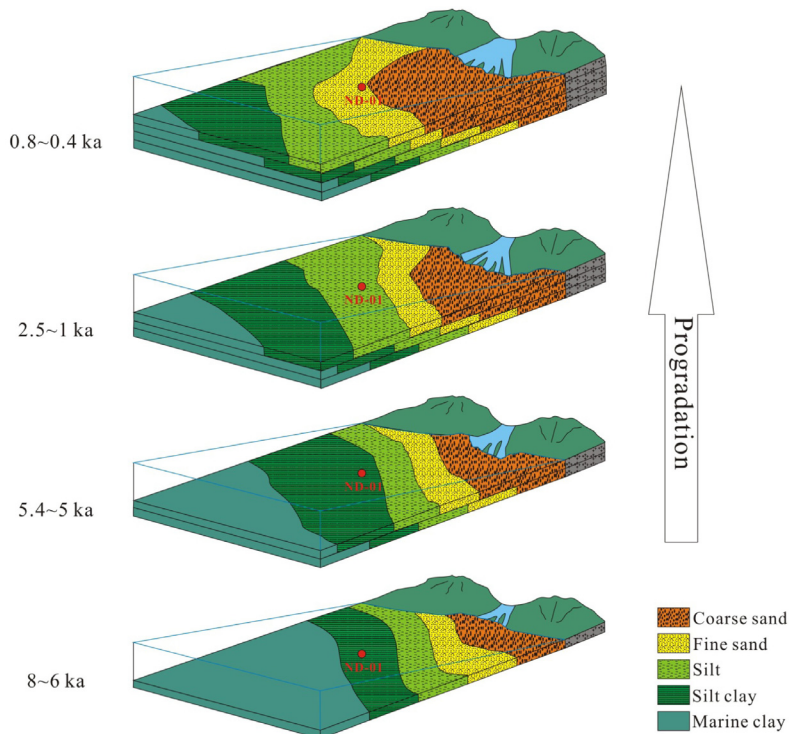 0.8~0.4 ka
ND-01
2.5~1 ka
ND-01
Progradation
5.4~5 ka
ND-01
8~6 ka
ND-01
Coarse sand
Fine sand
Silt
Silt clay
Marine clay